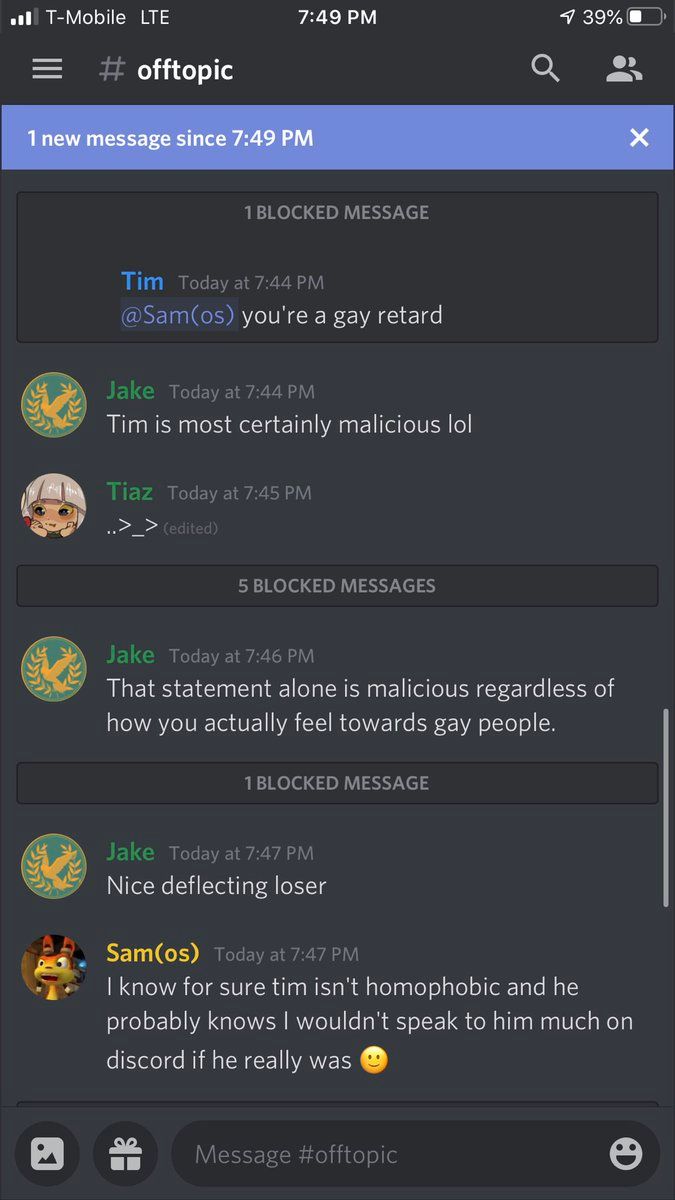 T-Mobile LTE 7:49 PM 39%
# offtopic
1 new message since 7:49 PM
1 BLOCKED MESSAGE
Tim Today at 7:44 PM
@Sam(os) you're a gay retard
Jake Today at 7:44 PM
Tim is most certainly malicious lol
Tiaz Today at 7:45 PM
..>_> (edited)
5 BLOCKED MESSAGES
Jake Today at 7:46 PM
That statement alone is malicious regardless of
how you actually feel towards gay people.
1 BLOCKED MESSAGE
Jake Today at 7:47 PM
Nice deflecting loser
Sam(os) Today at 7:47 PM
I know for sure tim isn't homophobic and he
probably knows I wouldn't speak to him much on
discord if he really was 🙂
Message #offtopic